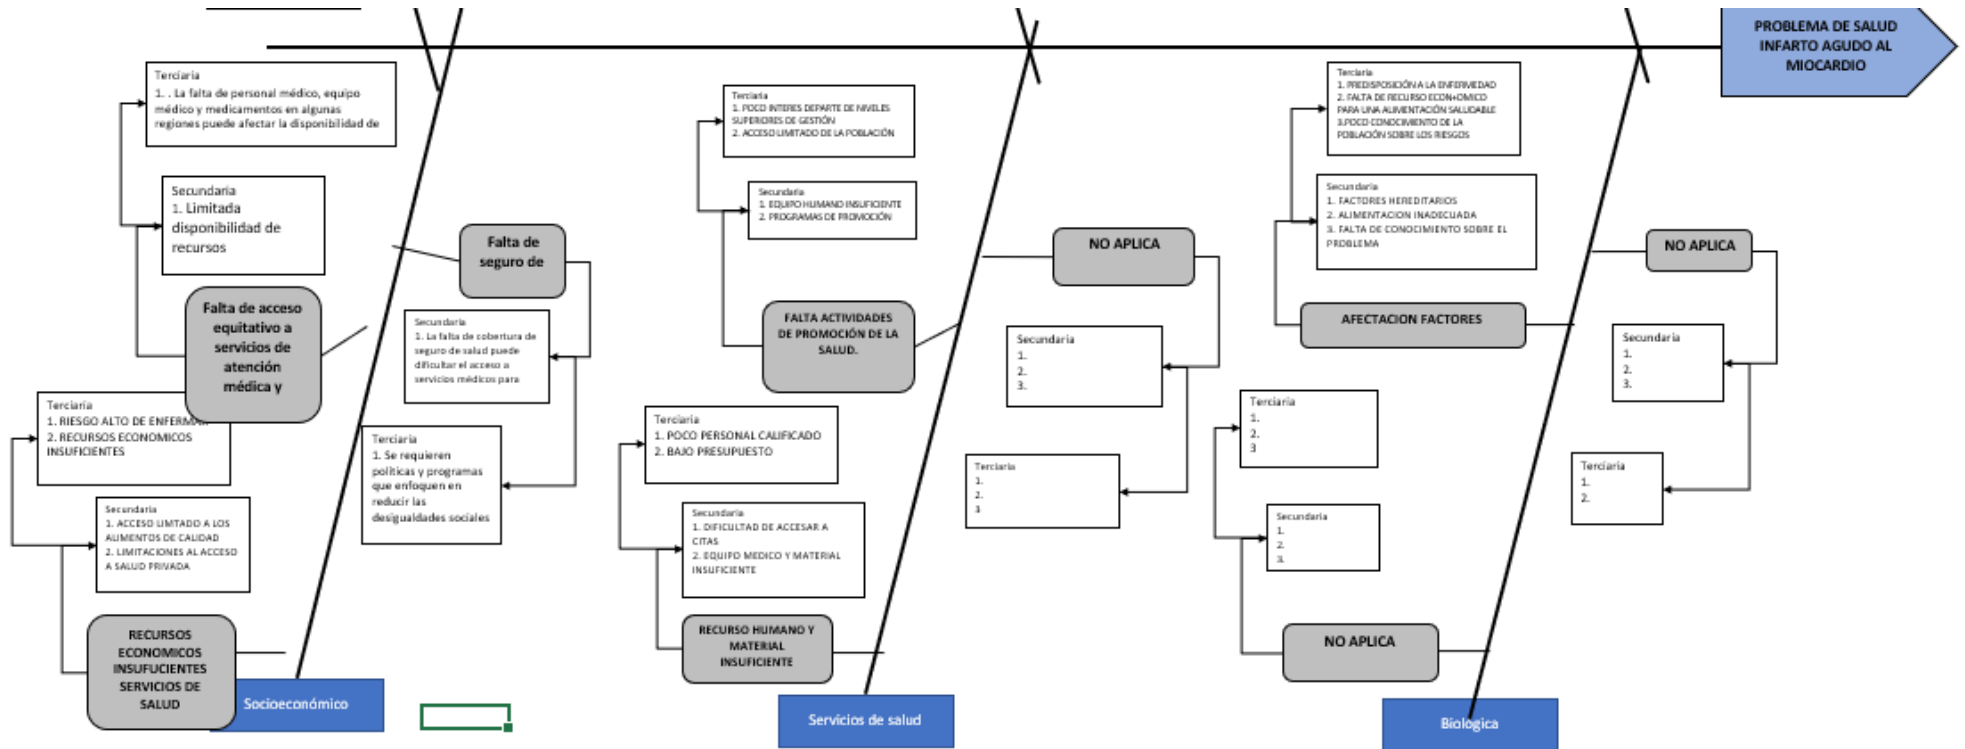 PROBLEMA DE SALUD
INFARTO AGUDO AL
MIOCARDIO
Terciaria
1. . La falta de personal médico, equipo
médico y medicamentos en algunas
regiones puede afectar la disponibilidad de
Secundaria
1. Limitada
disponibilidad de
recursos
Falta de acceso
equitativo a
servicios de
atención
médica y
Falta de
seguro de
Secundaria
1. La falta de cobertura de
seguro de salud puede
dificultar el acceso a
servicios médicos para
Terciaria
1. Se requieren
políticas y programas
que enfoquen en
reducir las
desigualdades sociales
Terciaria
1. RIESGO ALTO DE ENFERMAR
2. RECURSOS ECONOMICOS
INSUFICIENTES
Secundaria
1. ACCESO LIMTADO A LOS
ALIMENTOS DE CALIDAD
2. LIMITACIONES AL ACCESO
A SALUD PRIVADA
RECURSOS
ECONOMICOS
INSUFUCIENTES
SERVICIOS DE
SALUD
Socioeconómico
Terciaria
1. POCO INTERES DEPARTE DE NIVELES
SUPERIORES DE GESTIÓN
2. ACCESO LIMITADO DE LA POBLACIÓN
Secundaria
1. EQUIPO HUMANO INSUFICIENTE
2. PROGRAMAS DE PROMOCIÓN
FALTA ACTIVIDADES
DE PROMOCIÓN DE LA
SALUD.
NO APLICA
Secundaria
1.
2.
3.
Terciaria
1.
2.
3
Terciaria
1. POCO PERSONAL CALIFICADO
2. BAJO PRESUPUESTO
Secundaria
1. DIFICULTAD DE ACCESAR A
CITAS
2. EQUIPO MEDICO Y MATERIAL
INSUFICIENTE
RECURSO HUMANO Y
MATERIAL
INSUFICIENTE
Servicios de salud
Terciaria
1. PREDISPOSICIÓN A LA ENFERMEDAD
2. FALTA DE RECURSO ECON+OMICO
PARA UNA ALIMENTACIÓN SALUDABLE
3.POCO CONOCIMIENTO DE LA
POBLACIÓN SOBRE LOS RIESGOS
Secundaria
1. FACTORES HEREDITARIOS
2. ALIMENTACION INADECUADA
3. FALTA DE CONOCIMIENTO SOBRE EL
PROBLEMA
AFECTACION FACTORES
NO APLICA
Secundaria
1.
2.
3.
Terciaria
1.
2.
Terciaria
1.
2.
3
Secundaria
1.
2.
3.
NO APLICA
Biologica